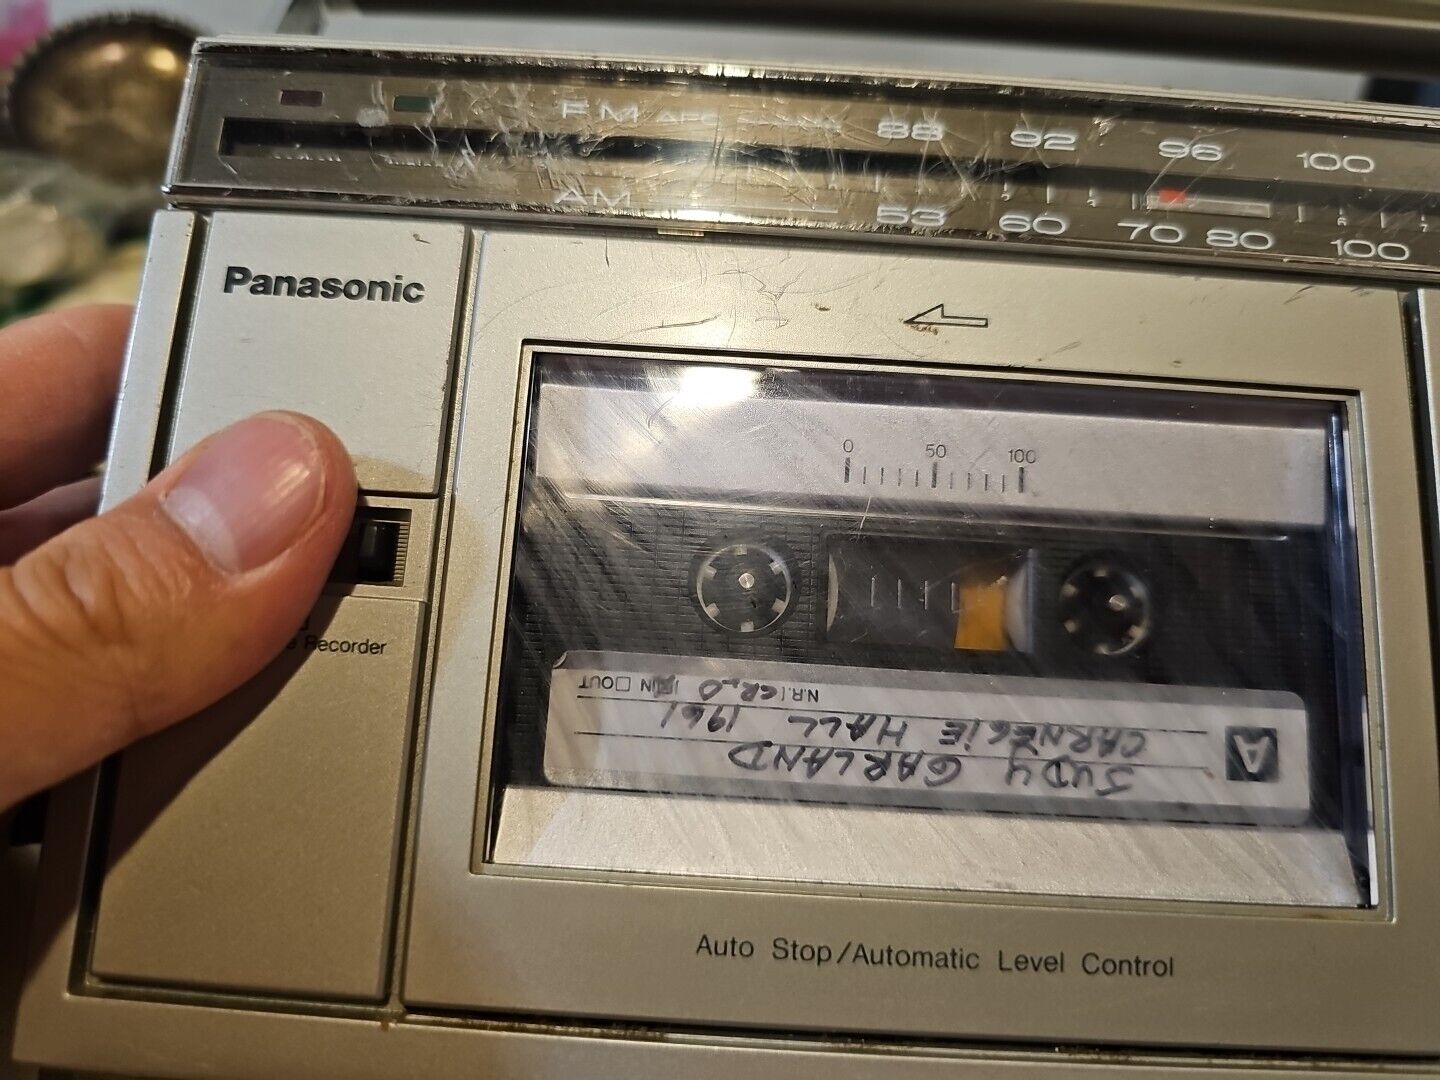 FM AFC 88 92 96 100
AM 53 60 70 80 100
Panasonic
0 50 100
Recorder
A JUDY GARLAND
CARNEGIE HALL 1961
N.R. IN OUT
Auto Stop/Automatic Level Control